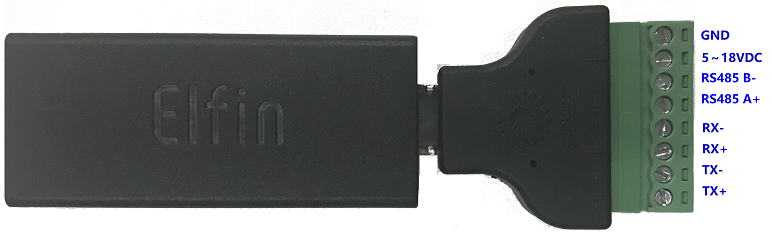 Elfin
GND
5~18VDC
RS485 B-
RS485 A+
RX-
RX+
TX-
TX+